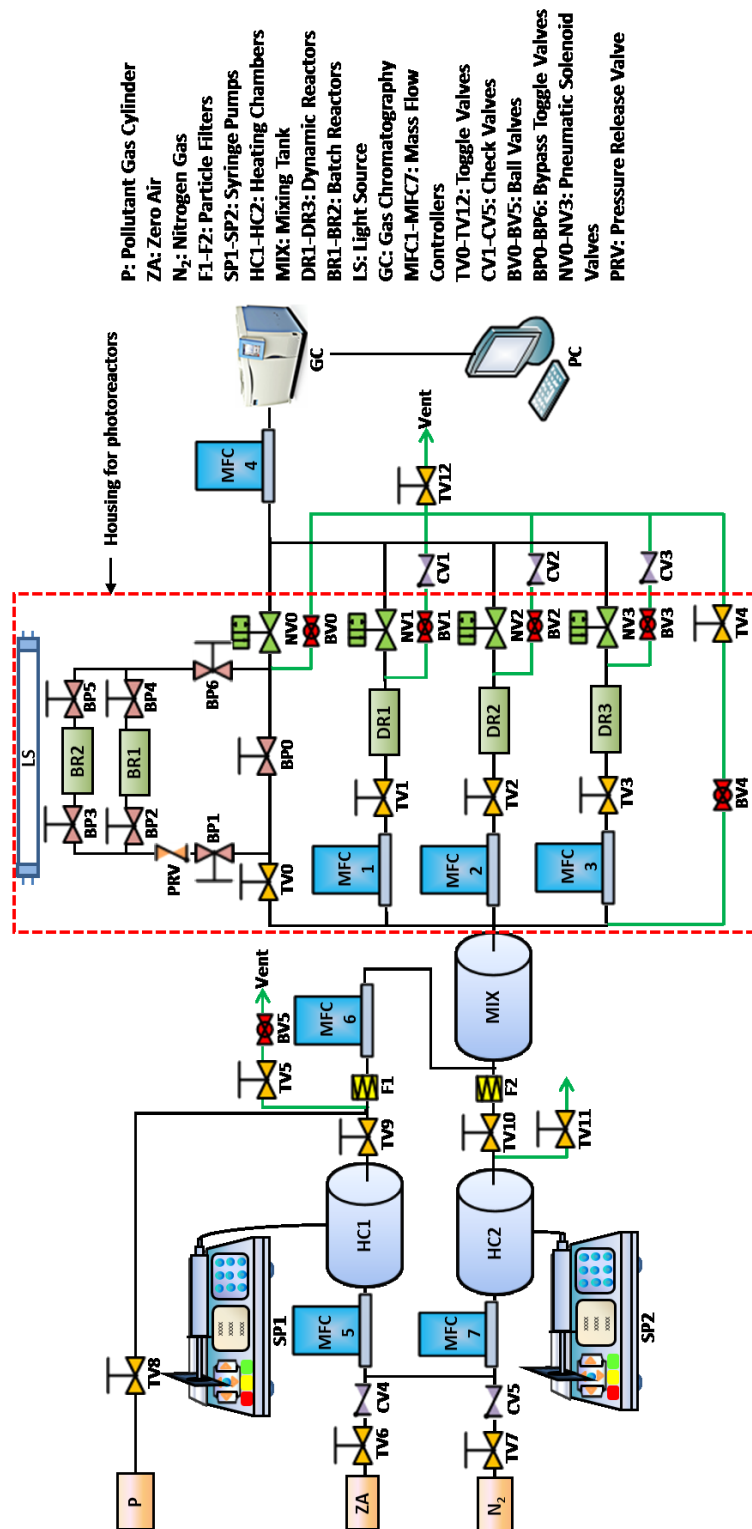 P: Pollutant Gas Cylinder
ZA: Zero Air
N₂: Nitrogen Gas
F1-F2: Particle Filters
SP1-SP2: Syringe Pumps
HC1-HC2: Heating Chambers
MIX: Mixing Tank
DR1-DR3: Dynamic Reactors
BR1-BR2: Batch Reactors
LS: Light Source
GC: Gas Chromatography
MFC1-MFC7: Mass Flow
Controllers
TV0-TV12: Toggle Valves
CV1-CV5: Check Valves
BV0-BV5: Ball Valves
BP0-BP6: Bypass Toggle Valves
NV0-NV3: Pneumatic Solenoid
Valves
PRV: Pressure Release Valve
Housing for photoreactors
LS
BP3
BR2
BP5
BP2
BR1
BP4
PRV
BP1
BP6
TV0
BP0
NV0
BV0
MFC
4
GC
PC
P
TV8
SP1
xxxx
xxxx
xxxx
ZA
TV6
CV4
MFC
5
HC1
TV9
TV5
BV5
Vent
F1
MFC
6
N₂
TV7
CV5
MFC
7
HC2
TV10
F2
TV11
MIX
SP2
xxxx
xxxx
xxxx
MFC
1
TV1
DR1
NV1
BV1
CV1
TV12
Vent
MFC
2
TV2
DR2
NV2
BV2
CV2
MFC
3
TV3
DR3
NV3
BV3
CV3
BV4
TV4